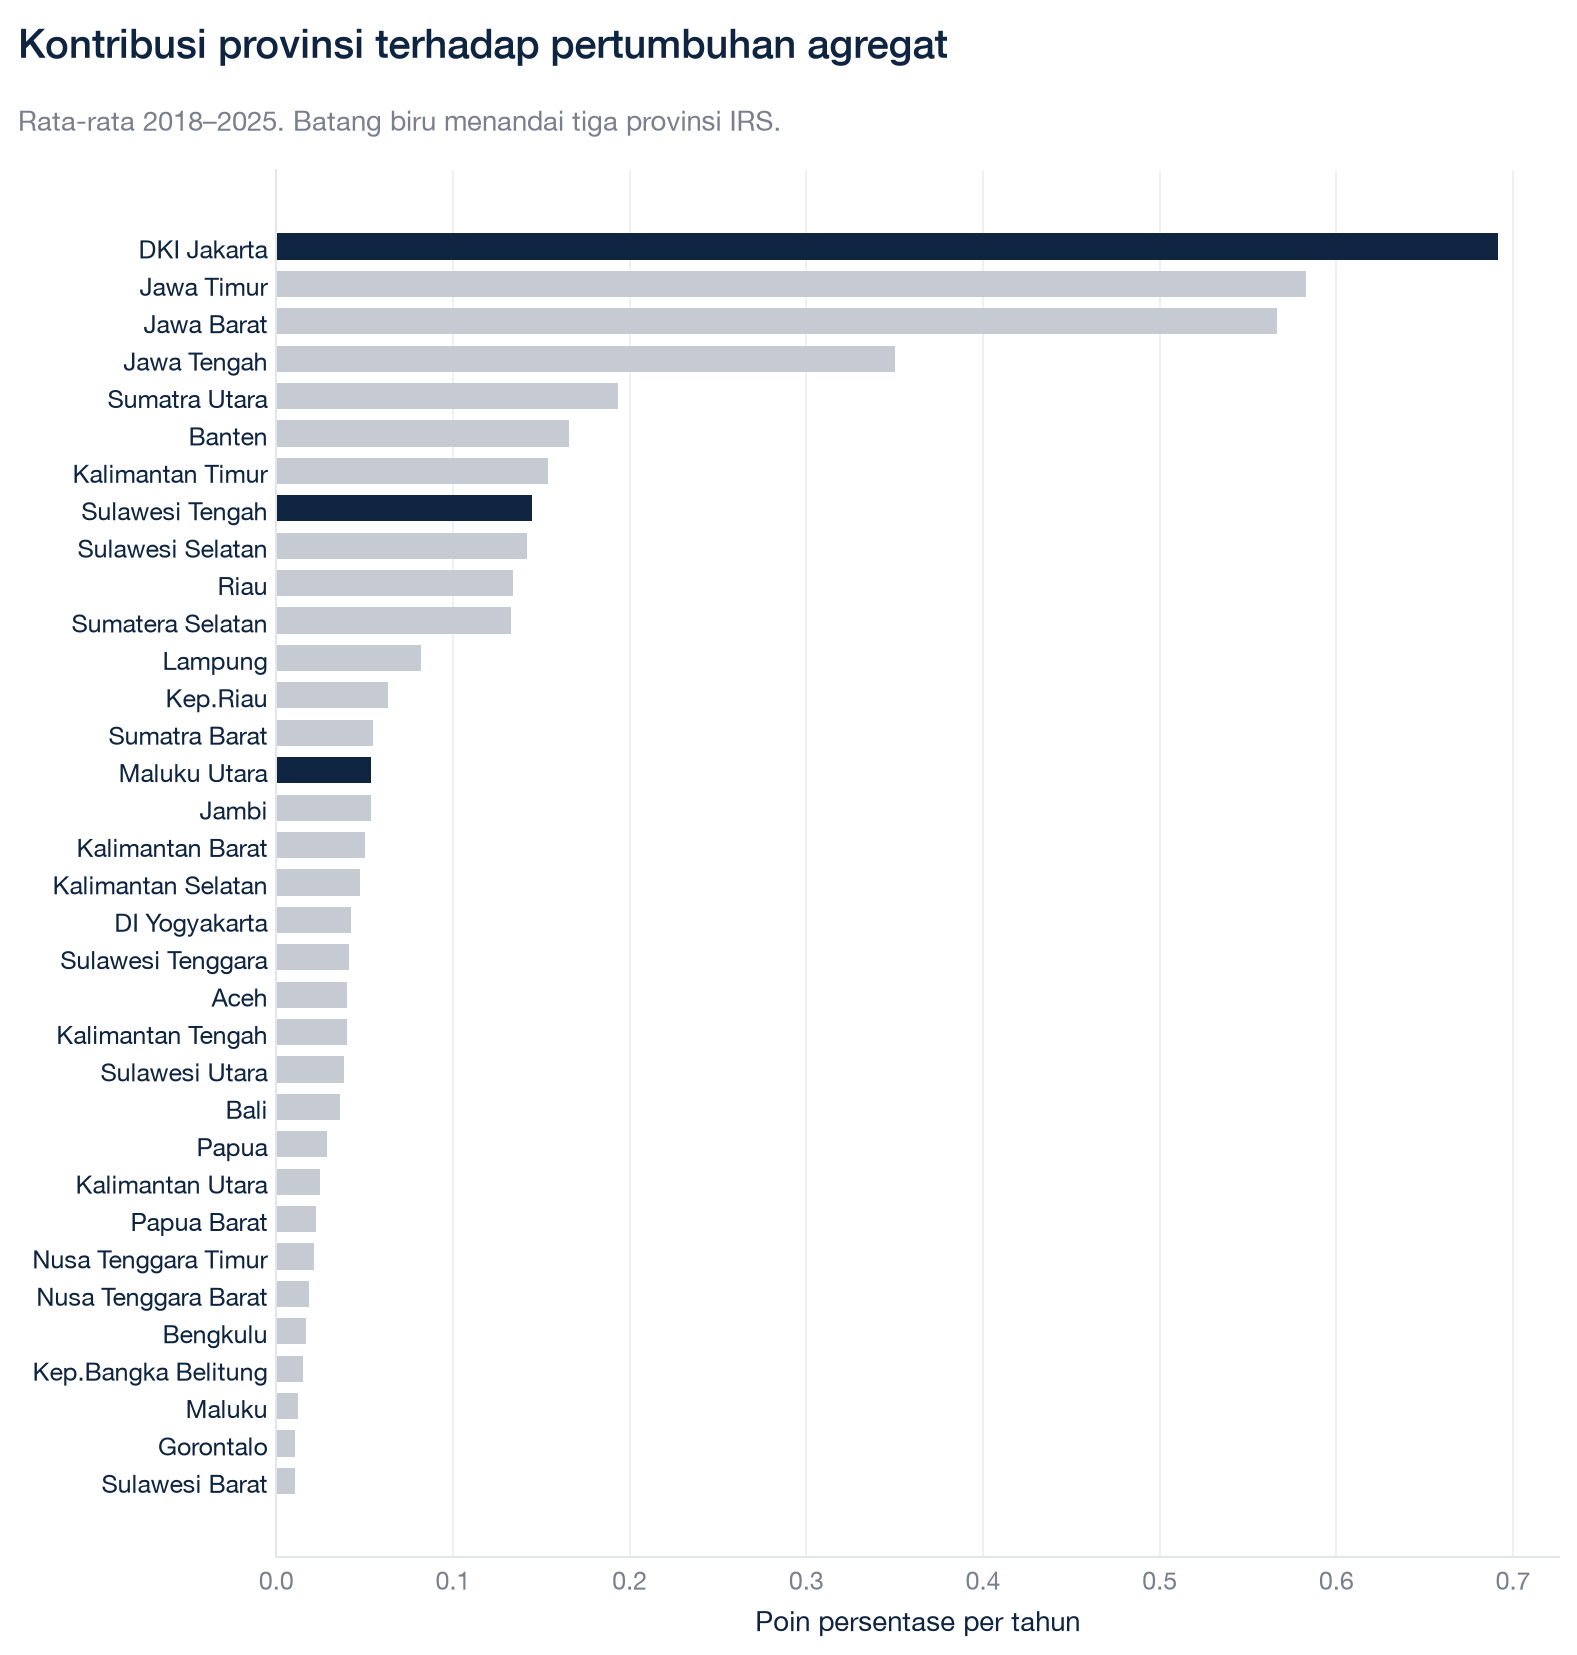 Kontribusi provinsi terhadap pertumbuhan agregat
Rata-rata 2018–2025. Batang biru menandai tiga provinsi IRS.
DKI Jakarta
Jawa Timur
Jawa Barat
Jawa Tengah
Sumatra Utara
Banten
Kalimantan Timur
Sulawesi Tengah
Sulawesi Selatan
Riau
Sumatera Selatan
Lampung
Kep.Riau
Sumatra Barat
Maluku Utara
Jambi
Kalimantan Barat
Kalimantan Selatan
DI Yogyakarta
Sulawesi Tenggara
Aceh
Kalimantan Tengah
Sulawesi Utara
Bali
Papua
Kalimantan Utara
Papua Barat
Nusa Tenggara Timur
Nusa Tenggara Barat
Bengkulu
Kep.Bangka Belitung
Maluku
Gorontalo
Sulawesi Barat
0.0 0.1 0.2 0.3 0.4 0.5 0.6 0.7
Poin persentase per tahun